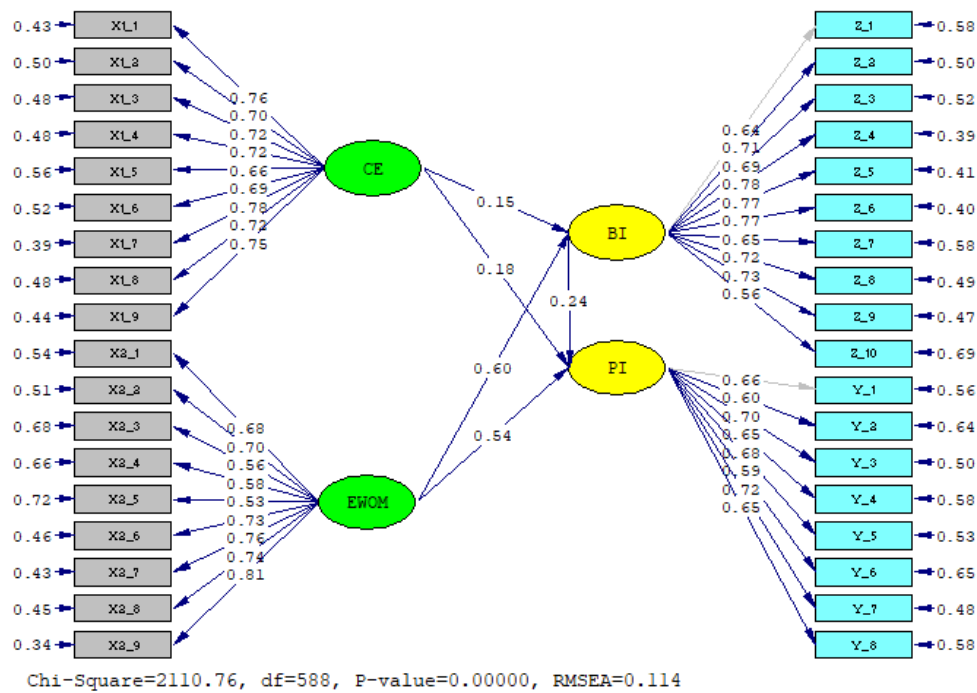 0.43 X1_1
0.50 X1_2
0.48 X1_3
0.48 X1_4
0.56 X1_5
0.52 X1_6
0.39 X1_7
0.48 X1_8
0.44 X1_9
0.54 X2_1
0.51 X2_2
0.68 X2_3
0.66 X2_4
0.72 X2_5
0.46 X2_6
0.43 X2_7
0.45 X2_8
0.34 X2_9
0.76
0.70
0.72
0.72
0.66
0.69
0.78
0.72
0.75
0.68
0.70
0.56
0.58
0.53
0.73
0.76
0.74
0.81
CE
EWOM
0.15
0.18
0.60
0.54
0.24
BI
PI
0.64
0.71
0.69
0.78
0.77
0.77
0.65
0.72
0.73
0.56
0.66
0.60
0.70
0.65
0.68
0.59
0.72
0.65
Z_1 0.58
Z_2 0.50
Z_3 0.52
Z_4 0.39
Z_5 0.41
Z_6 0.40
Z_7 0.58
Z_8 0.49
Z_9 0.47
Z_10 0.69
Y_1 0.56
Y_2 0.64
Y_3 0.50
Y_4 0.58
Y_5 0.53
Y_6 0.65
Y_7 0.48
Y_8 0.58
Chi-Square=2110.76, df=588, P-value=0.00000, RMSEA=0.114